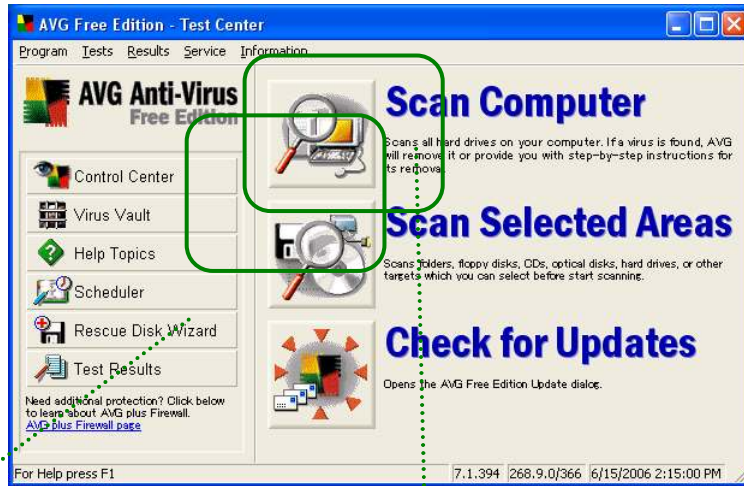 AVG Free Edition - Test Center
Program Tests Results Service Information
AVG Anti-Virus
Free Edition
Control Center
Virus Vault
Help Topics
Scheduler
Rescue Disk Wizard
Test Results
Need additional protection? Click below
to learn about AVG plus Firewall.
AVG plus Firewall page
Scan Computer
Scans all hard drives on your computer. If a virus is found, AVG
will remove it or provide you with step-by-step instructions for
its removal.
Scan Selected Areas
Scans folders, floppy disks, CDs, optical disks, hard drives, or other
targets which you can select before start scanning.
Check for Updates
Opens the AVG Free Edition Update dialog.
For Help press F1
7.1.394 268.9.0/366 6/15/2006 2:15:00 PM